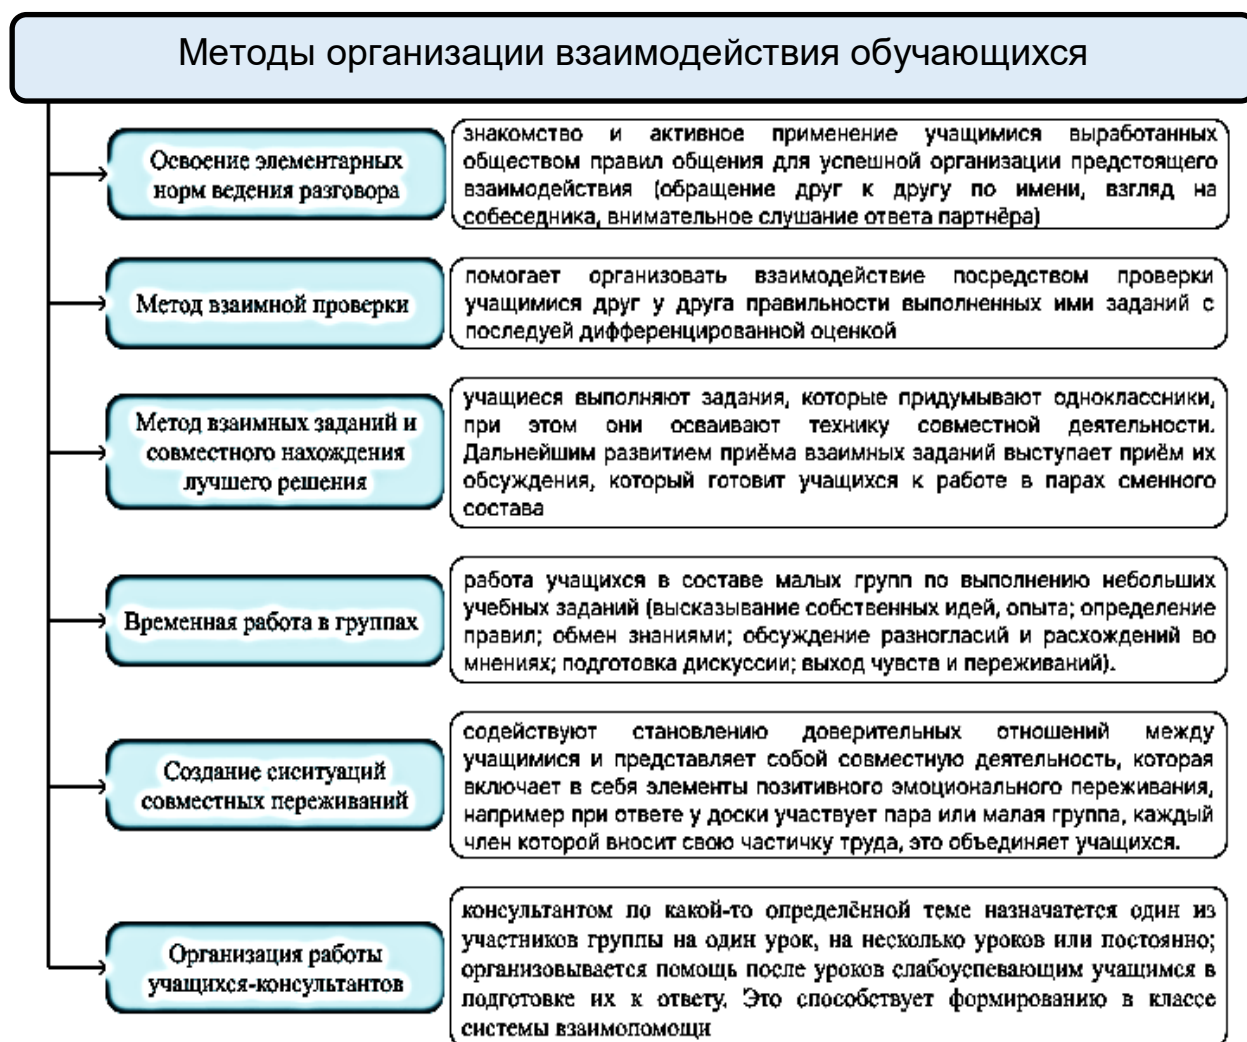 Методы организации взаимодействия обучающихся
Освоение элементарных
норм ведения разговора
знакомство и активное применение учащимися выработанных
обществом правил общения для успешной организации предстоящего
взаимодействия (обращение друг к другу по имени, взгляд на
собеседника, внимательное слушание ответа партнёра)
Метод взаимной проверки
помогает организовать взаимодействие посредством проверки
учащимися друг у друга правильности выполненных ими заданий с
последуей дифференцированной оценкой
Метод взаимных заданий и
совместного нахождения
лучшего решения
учащиеся выполняют задания, которые придумывают одноклассники,
при этом они осваивают технику совместной деятельности.
Дальнейшим развитием приёма взаимных заданий выступает приём их
обсуждения, который готовит учащихся к работе в парах сменного
состава
Временная работа в группах
работа учащихся в составе малых групп по выполнению небольших
учебных заданий (высказывание собственных идей, опыта; определение
правил; обмен знаниями; обсуждение разногласий и расхождений во
мнениях; подготовка дискуссии; выход чувств и переживаний).
Создание сиситуаций
совместных переживаний
содействуют становлению доверительных отношений между
учащимися и представляет собой совместную деятельность, которая
включает в себя элементы позитивного эмоционального переживания,
например при ответе у доски участвует пара или малая группа, каждый
член которой вносит свою частичку труда, это объединяет учащихся.
Организация работы
учащихся-консультантов
консультантом по какой-то определённой теме назначатется один из
участников группы на один урок, на несколько уроков или постоянно;
организовывается помощь после уроков слабоуспевающим учащимся в
подготовке их к ответу. Это способствует формированию в классе
системы взаимопомощи